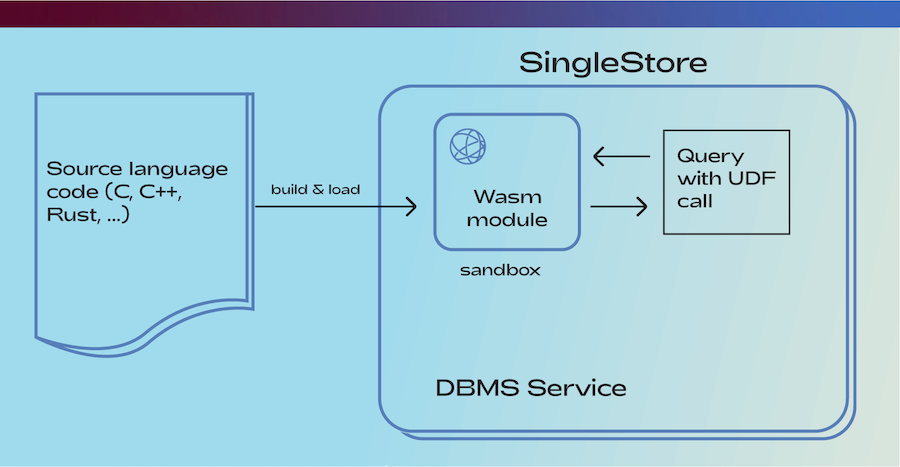 SingleStore
Source language
code (C, C++,
Rust, ...)
build & load
Wasm
module
sandbox
Query
with UDF
call
DBMS Service